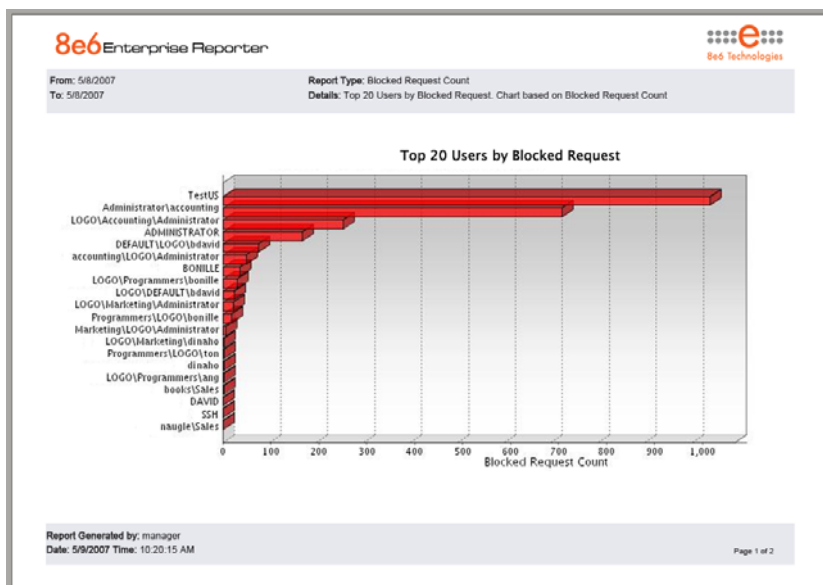 8e6 Enterprise Reporter
8e6 Technologies
From: 5/8/2007
To: 5/8/2007
Report Type: Blocked Request Count
Details: Top 20 Users by Blocked Request. Chart based on Blocked Request Count
Top 20 Users by Blocked Request
TestUS
Administrator\accounting
LOGO\Accounting\Administrator
ADMINISTRATOR
DEFAULT\LOGO\bdavid
accounting\LOGO\Administrator
BONILLE
LOGO\Programmers\bonille
LOGO\DEFAULT\bdavid
LOGO\Marketing\Administrator
Programmers\LOGO\bonille
Marketing\LOGO\Administrator
LOGO\Marketing\dinaho
Programmers\LOGO\ton
dinaho
LOGO\Programmers\ang
books\Sales
DAVID
SSH
naugle\Sales
0 100 200 300 400 500 600 700 800 900 1,000
Blocked Request Count
Report Generated by: manager
Date: 5/9/2007 Time: 10:20:15 AM
Page 1 of 2